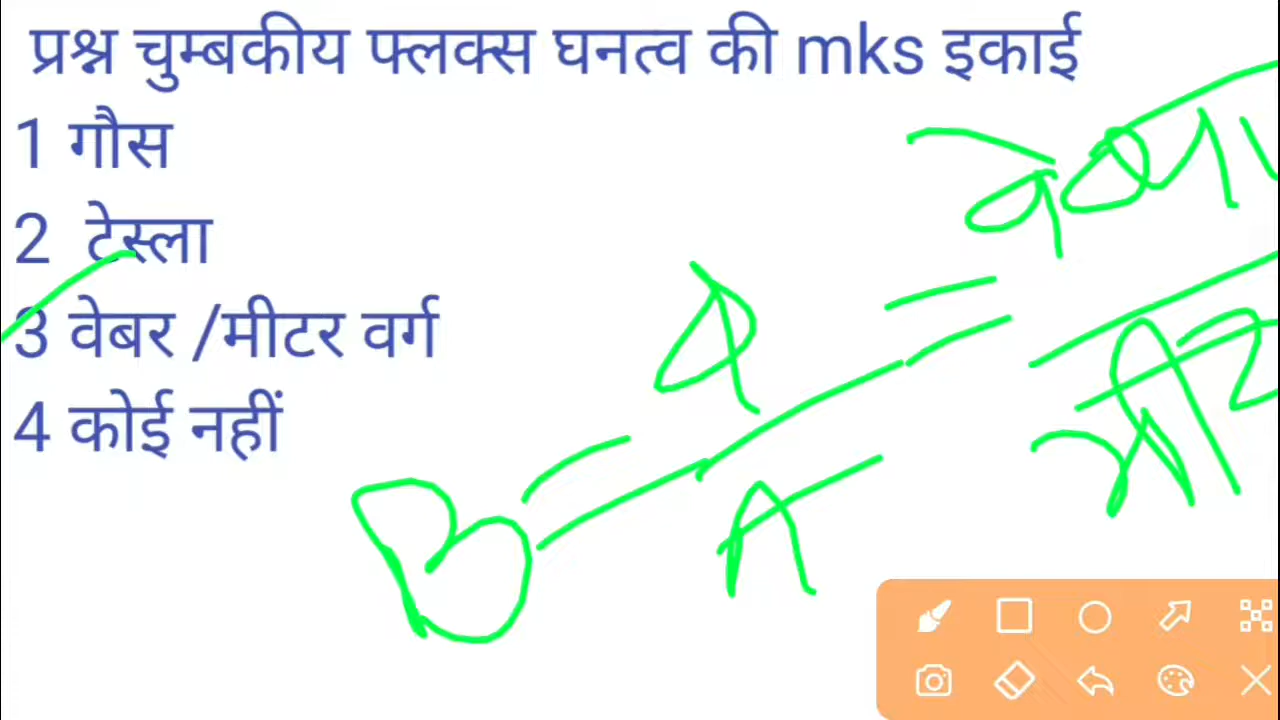 प्रश्न चुम्बकीय फ्लक्स घनत्व की mks इकाई
1 गौस
2 टेस्ला
3 वेबर /मीटर वर्ग
4 कोई नहीं
B = Φ / A =